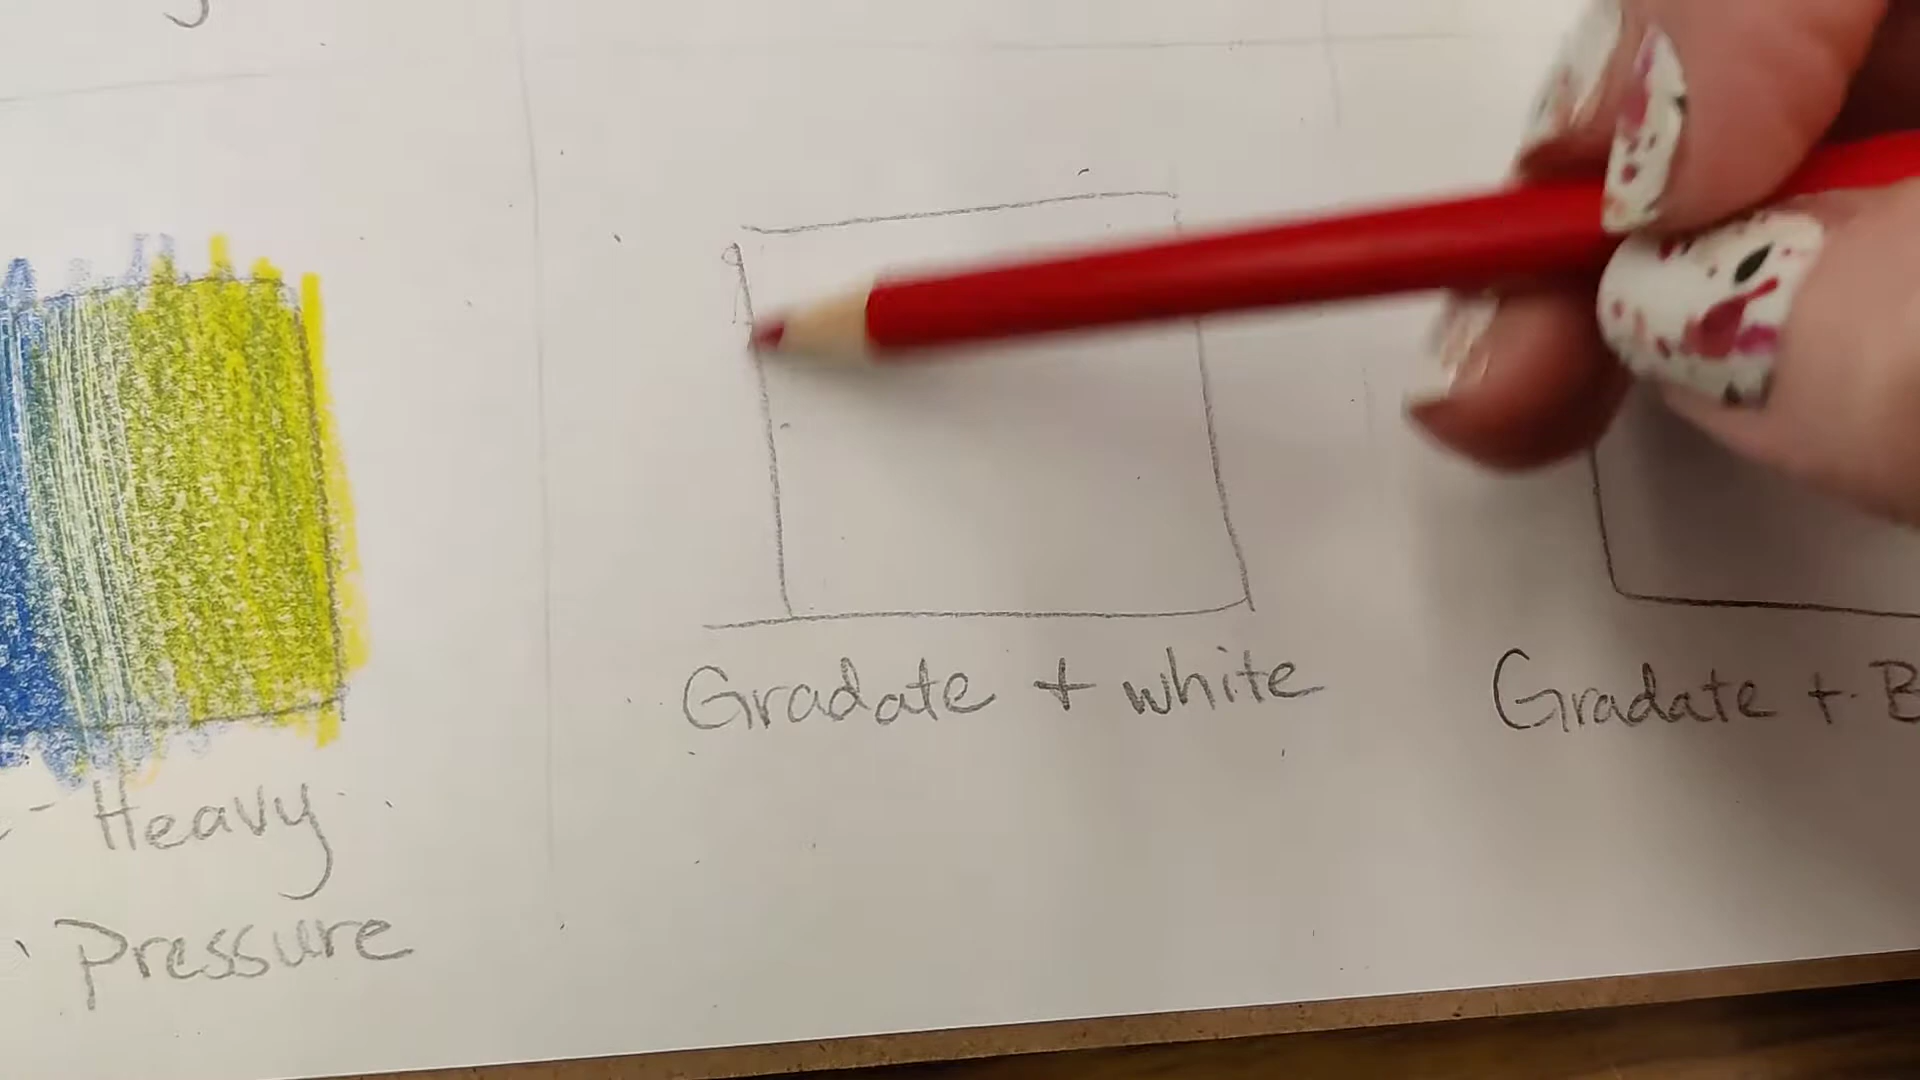 Heavy
Pressure
Gradate + white
Gradate +